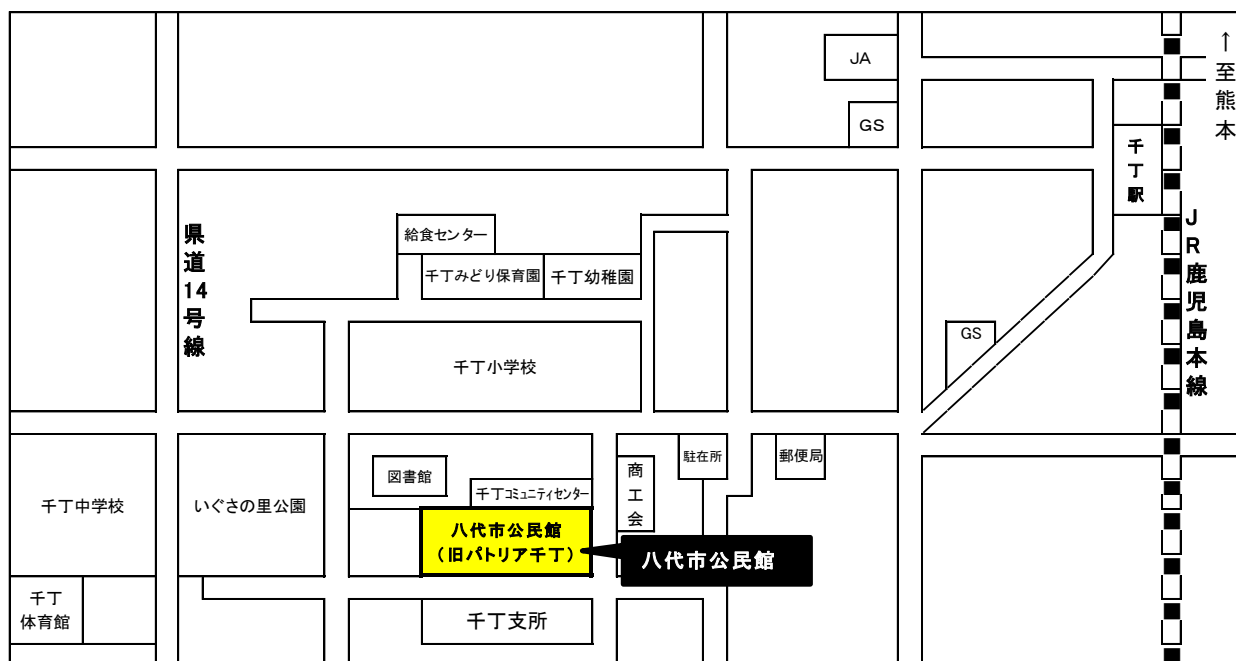 JA
↑至熊本
GS
千丁駅
県道14号線
給食センター
千丁みどり保育園
千丁幼稚園
JR鹿児島本線
GS
千丁小学校
図書館
商工会
駐在所
郵便局
千丁中学校
いぐさの里公園
千丁コミュニティセンター
八代市公民館
（旧パトリア千丁）
八代市公民館
千丁
体育館
千丁支所